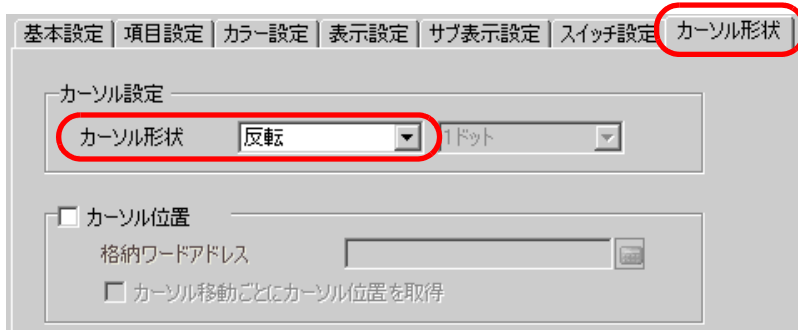 基本設定 項目設定 カラー設定 表示設定 サブ表示設定 スイッチ設定 カーソル形状
カーソル設定
カーソル形状 反転 1ドット
カーソル位置
格納ワードアドレス
カーソル移動ごとにカーソル位置を取得